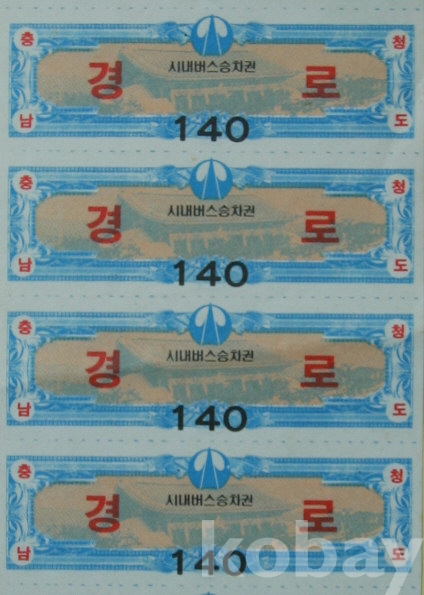 충 청
시내버스승차권
경 로
140
남 도
충 청
시내버스승차권
경 로
140
남 도
충 청
시내버스승차권
경 로
140
남 도
충 청
시내버스승차권
경 로
140
남 도
kobay